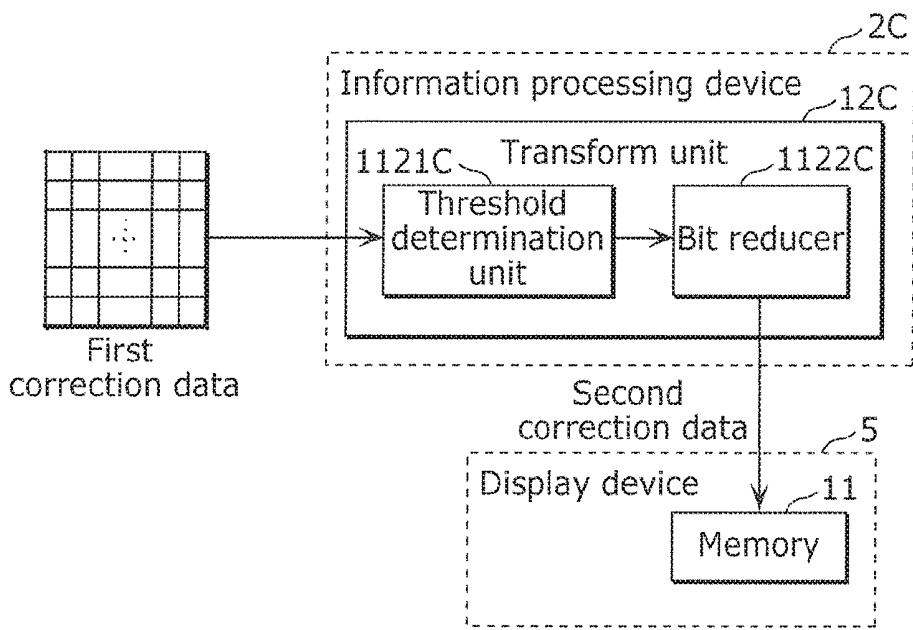 2C
Information processing device
12C
Transform unit
1121C
1122C
Threshold
determination
unit
Bit reducer
First
correction data
Second
correction data
5
Display device
11
Memory